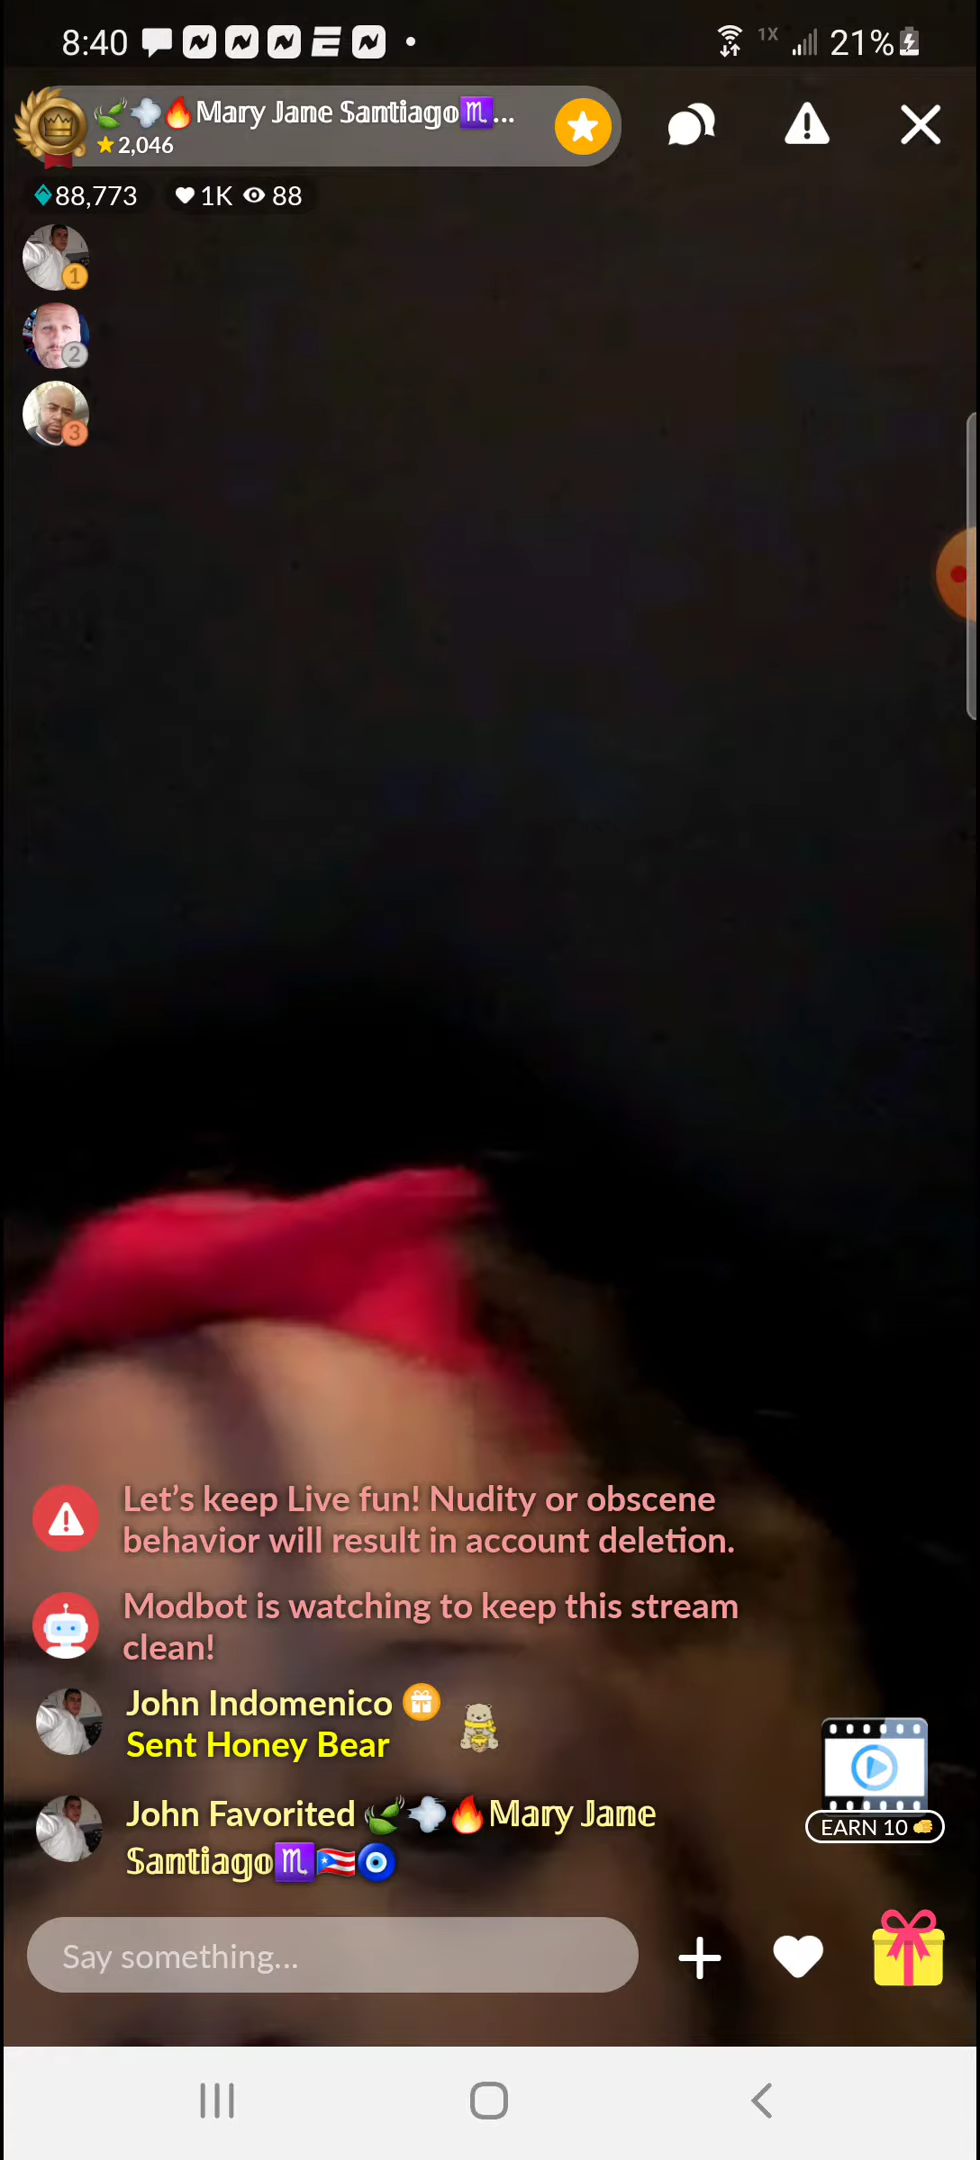 8:40 1X 21%
🍃💨🔥Mary Jane Santiago♏...
2,046
88,773 1K 88
1
2
3
Let’s keep Live fun! Nudity or obscene
behavior will result in account deletion.
Modbot is watching to keep this stream
clean!
John Indomenico
Sent Honey Bear
John Favorited 🍃💨🔥Mary Jane
Santiago♏🇵🇷🧿
EARN 10
Say something...